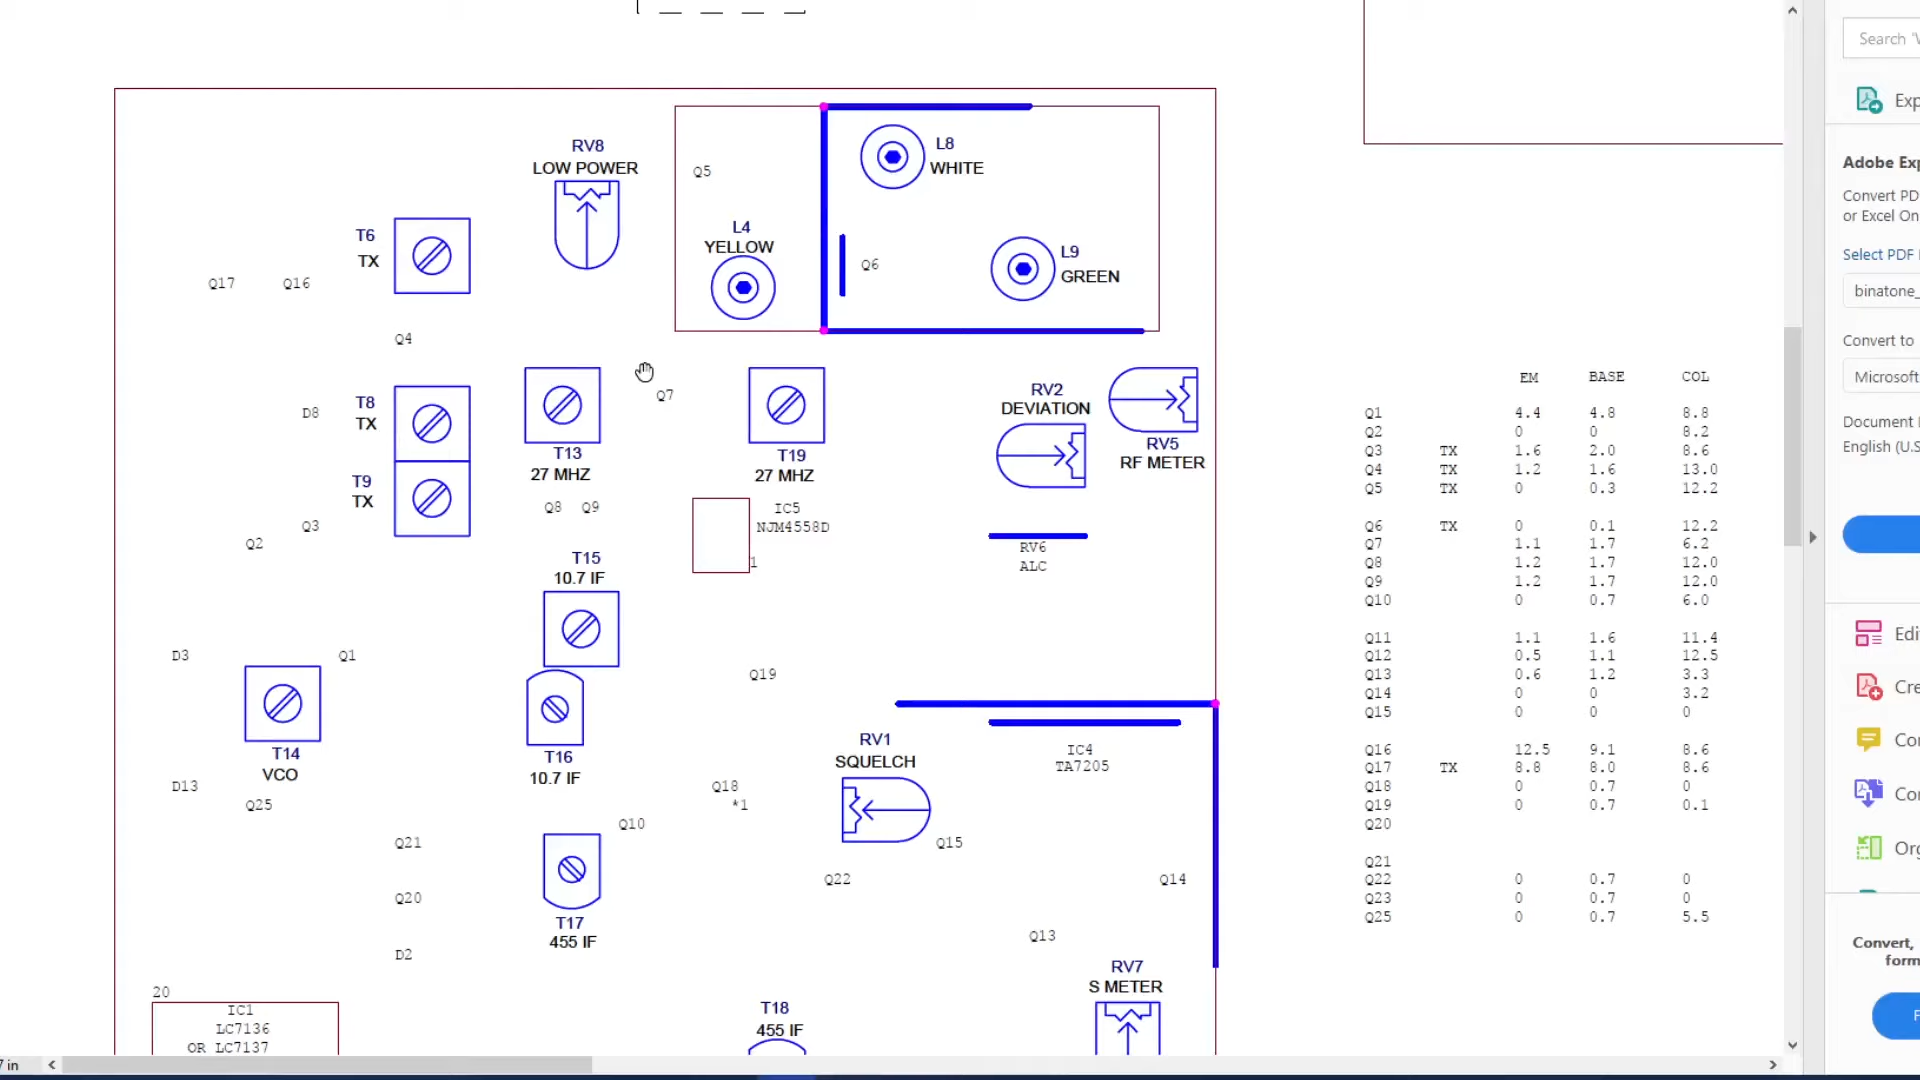 RV8
LOW POWER
Q5
L8
WHITE
L4
YELLOW
Q6
L9
GREEN
T6
TX
Q17
Q16
Q4
T8
TX
D8
T13
27 MHZ
Q7
T19
27 MHZ
RV2
DEVIATION
RV5
RF METER
T9
TX
Q3
Q2
Q8
Q9
IC5
NJM4558D
1
RV6
ALC
T15
10.7 IF
D3
Q1
Q19
T14
VCO
T16
10.7 IF
RV1
SQUELCH
IC4
TA7205
D13
Q25
Q18
*1
Q10
Q21
Q15
Q22
Q14
Q20
T17
455 IF
Q13
D2
RV7
S METER
20
IC1
LC7136
OR LC7137
T18
455 IF
EM BASE COL
Q1 4.4 4.8 8.8
Q2 0 0 8.2
Q3 TX 1.6 2.0 8.6
Q4 TX 1.2 1.6 13.0
Q5 TX 0 0.3 12.2
Q6 TX 0 0.1 12.2
Q7 1.1 1.7 6.2
Q8 1.2 1.7 12.0
Q9 1.2 1.7 12.0
Q10 0 0.7 6.0
Q11 1.1 1.6 11.4
Q12 0.5 1.1 12.5
Q13 0.6 1.2 3.3
Q14 0 0 3.2
Q15 0 0 0
Q16 12.5 9.1 8.6
Q17 TX 8.8 8.0 8.6
Q18 0 0.7 0
Q19 0 0.7 0.1
Q20
Q21
Q22 0 0.7 0
Q23 0 0.7 0
Q25 0 0.7 5.5
Search
Exp
Adobe Exp
Convert PD
or Excel On
Select PDF
binatone_
Convert to
Microsoft
Document
English (U.S
Edi
Cre
Co
Co
Org
Convert,
form
F
7 in